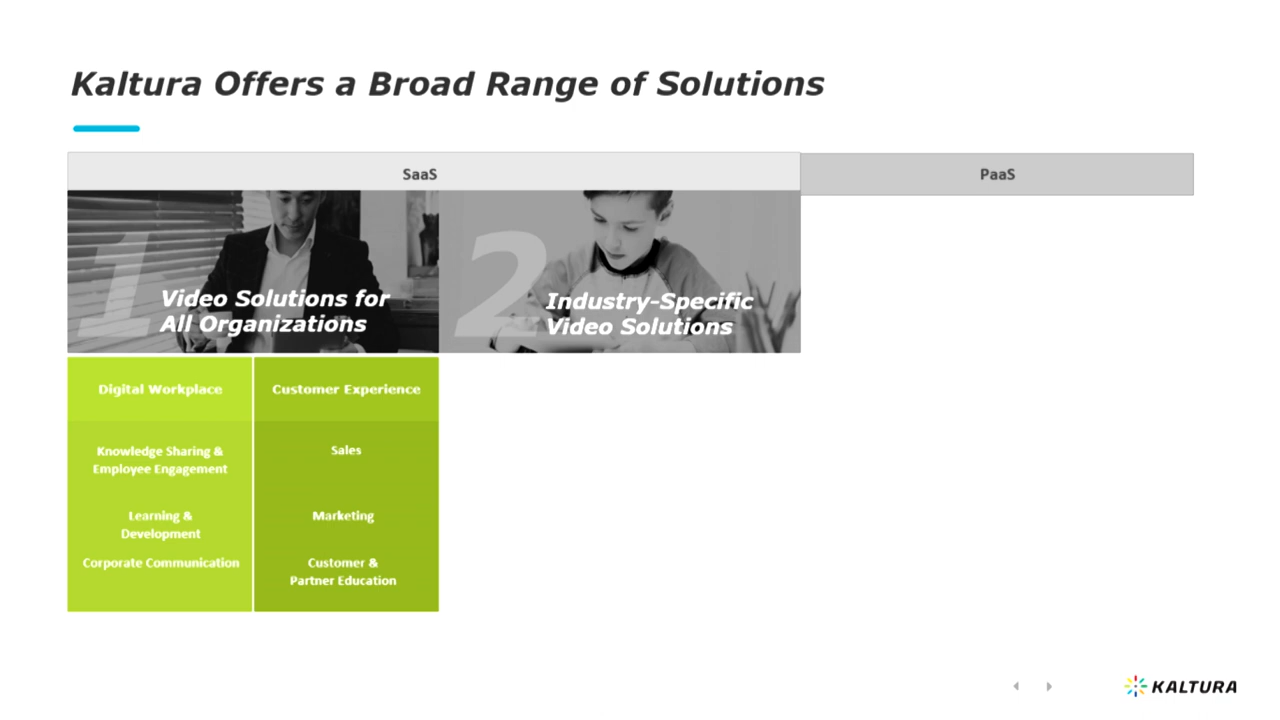 Kaltura Offers a Broad Range of Solutions
SaaS
PaaS
1
Video Solutions for
All Organizations
2
Industry-Specific
Video Solutions
Digital Workplace
Customer Experience
Knowledge Sharing &
Employee Engagement
Sales
Learning &
Development
Marketing
Corporate Communication
Customer &
Partner Education
KALTURA